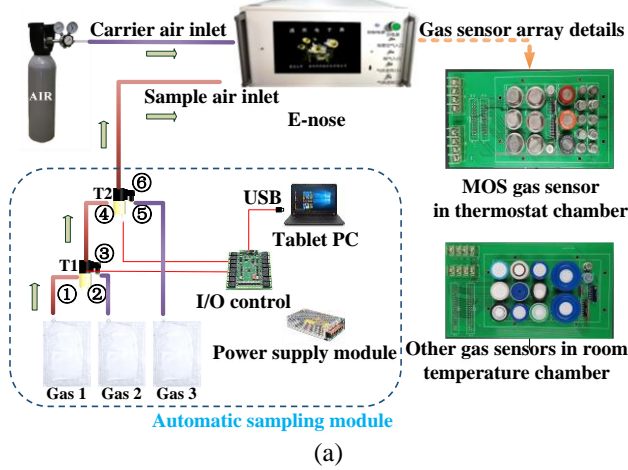 Carrier air inlet
Gas sensor array details
AIR
Sample air inlet
E-nose
MOS gas sensor
in thermostat chamber
T2
⑥
④
⑤
USB
Tablet PC
T1
③
①
②
I/O control
Power supply module
Other gas sensors in room
temperature chamber
Gas 1
Gas 2
Gas 3
Automatic sampling module
(a)